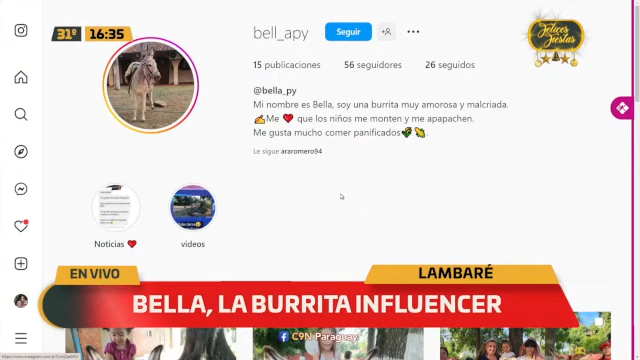 31º 16:35
bell_apy Seguir
Felices Fiestas
15 publicaciones 56 seguidores 26 seguidos
@bella_py
Mi nombre es Bella, soy una burrita muy amorosa y malcriada.
✍️Me ❤️ que los niños me monten y me apapachen.
Me gusta mucho comer panificados🌽.
Le sigue araromero94
Noticias ❤️ videos
EN VIVO
LAMBARÉ
BELLA, LA BURRITA INFLUENCER
C9N Paraguay